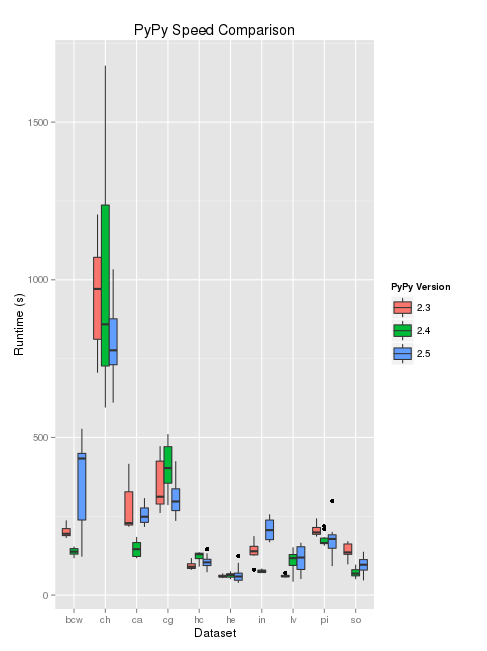 PyPy Speed Comparison
1500
1000
500
0
Runtime (s)
bcw ch ca cg hc he in lv pi so
Dataset
PyPy Version
2.3
2.4
2.5